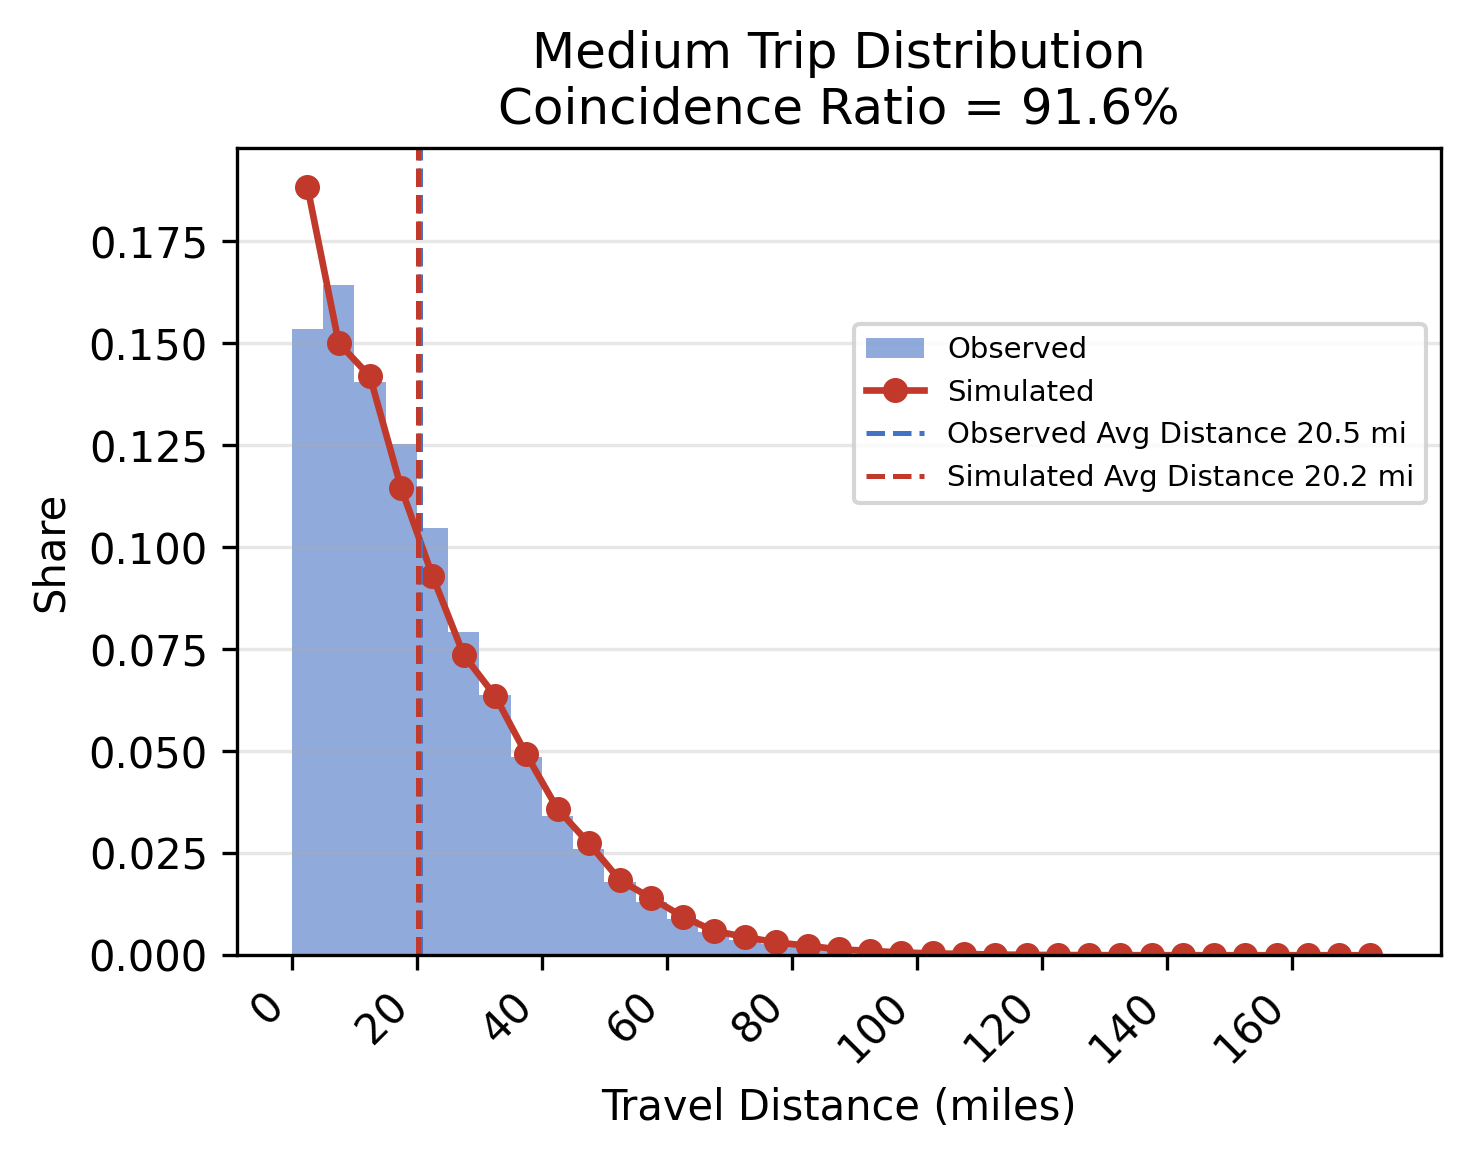 Medium Trip Distribution
Coincidence Ratio = 91.6%
0.175
0.150
0.125
0.100
0.075
0.050
0.025
0.000
Share
Observed
Simulated
Observed Avg Distance 20.5 mi
Simulated Avg Distance 20.2 mi
0 20 40 60 80 100 120 140 160
Travel Distance (miles)